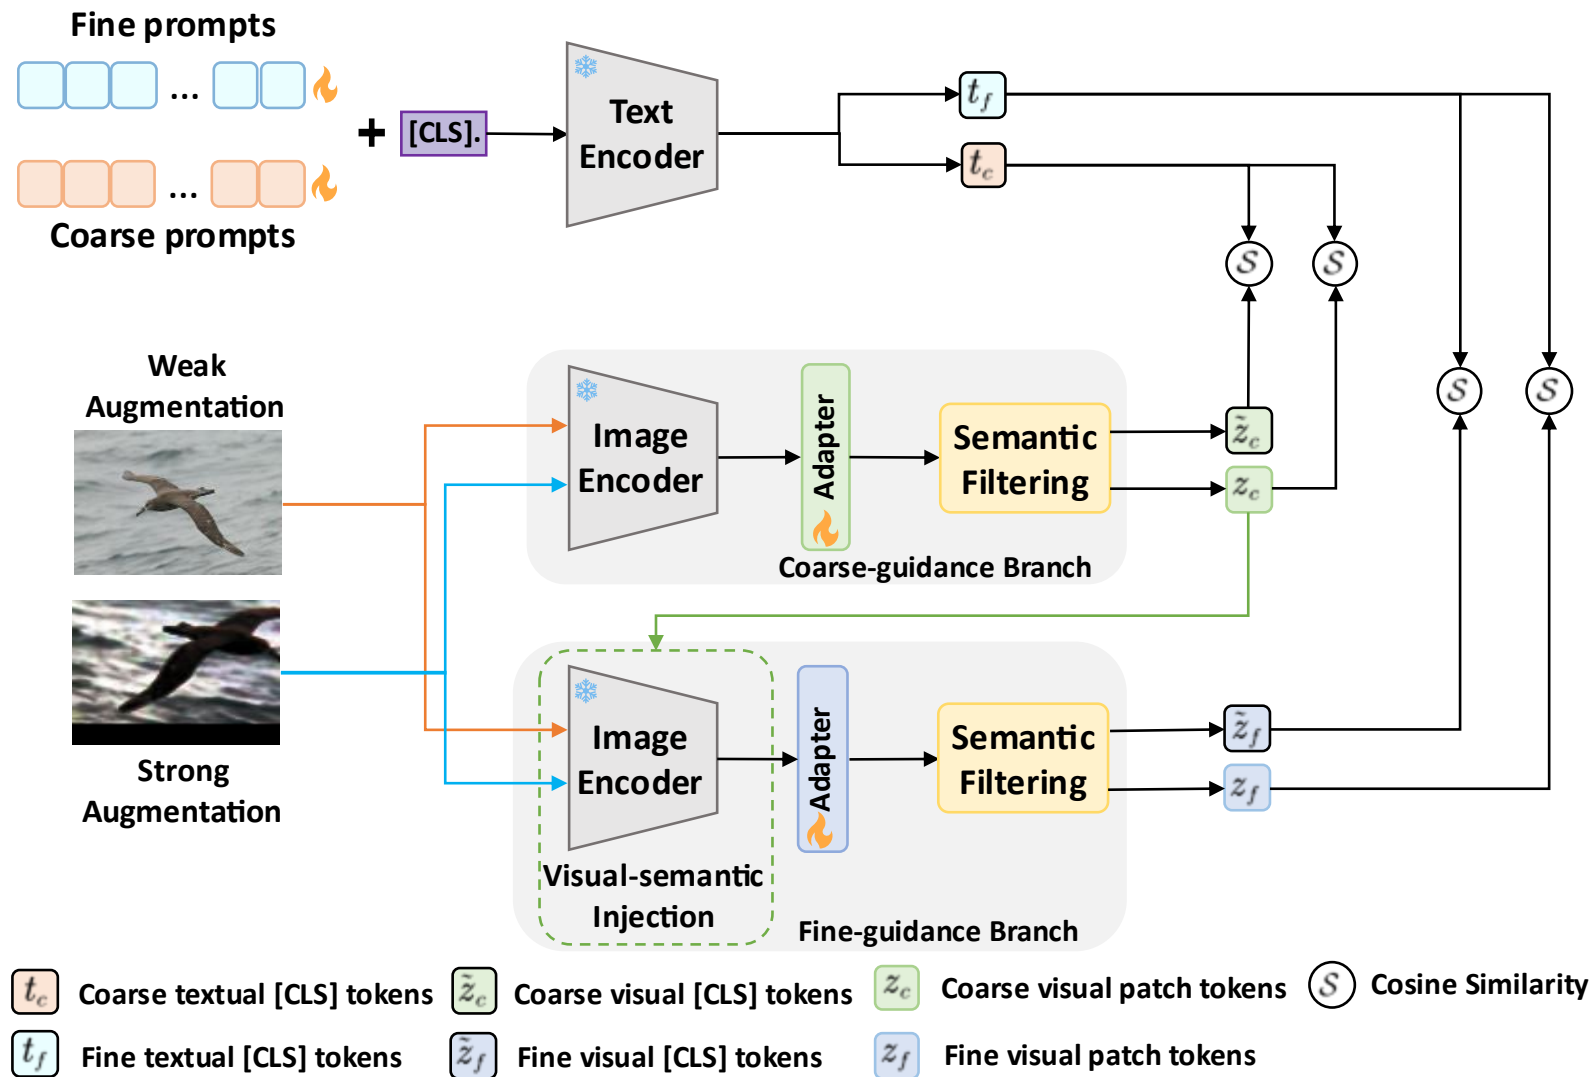 Fine prompts
...
+
[CLS].
...
Coarse prompts
Text
Encoder
t_f
t_c
S
S
Weak
Augmentation
Image
Encoder
Adapter
Semantic
Filtering
z̃_c
z_c
Coarse-guidance Branch
S
S
Strong
Augmentation
Image
Encoder
Adapter
Semantic
Filtering
z̃_f
z_f
Visual-semantic
Injection
Fine-guidance Branch
t_c Coarse textual [CLS] tokens
z̃_c Coarse visual [CLS] tokens
z_c Coarse visual patch tokens
S Cosine Similarity
t_f Fine textual [CLS] tokens
z̃_f Fine visual [CLS] tokens
z_f Fine visual patch tokens